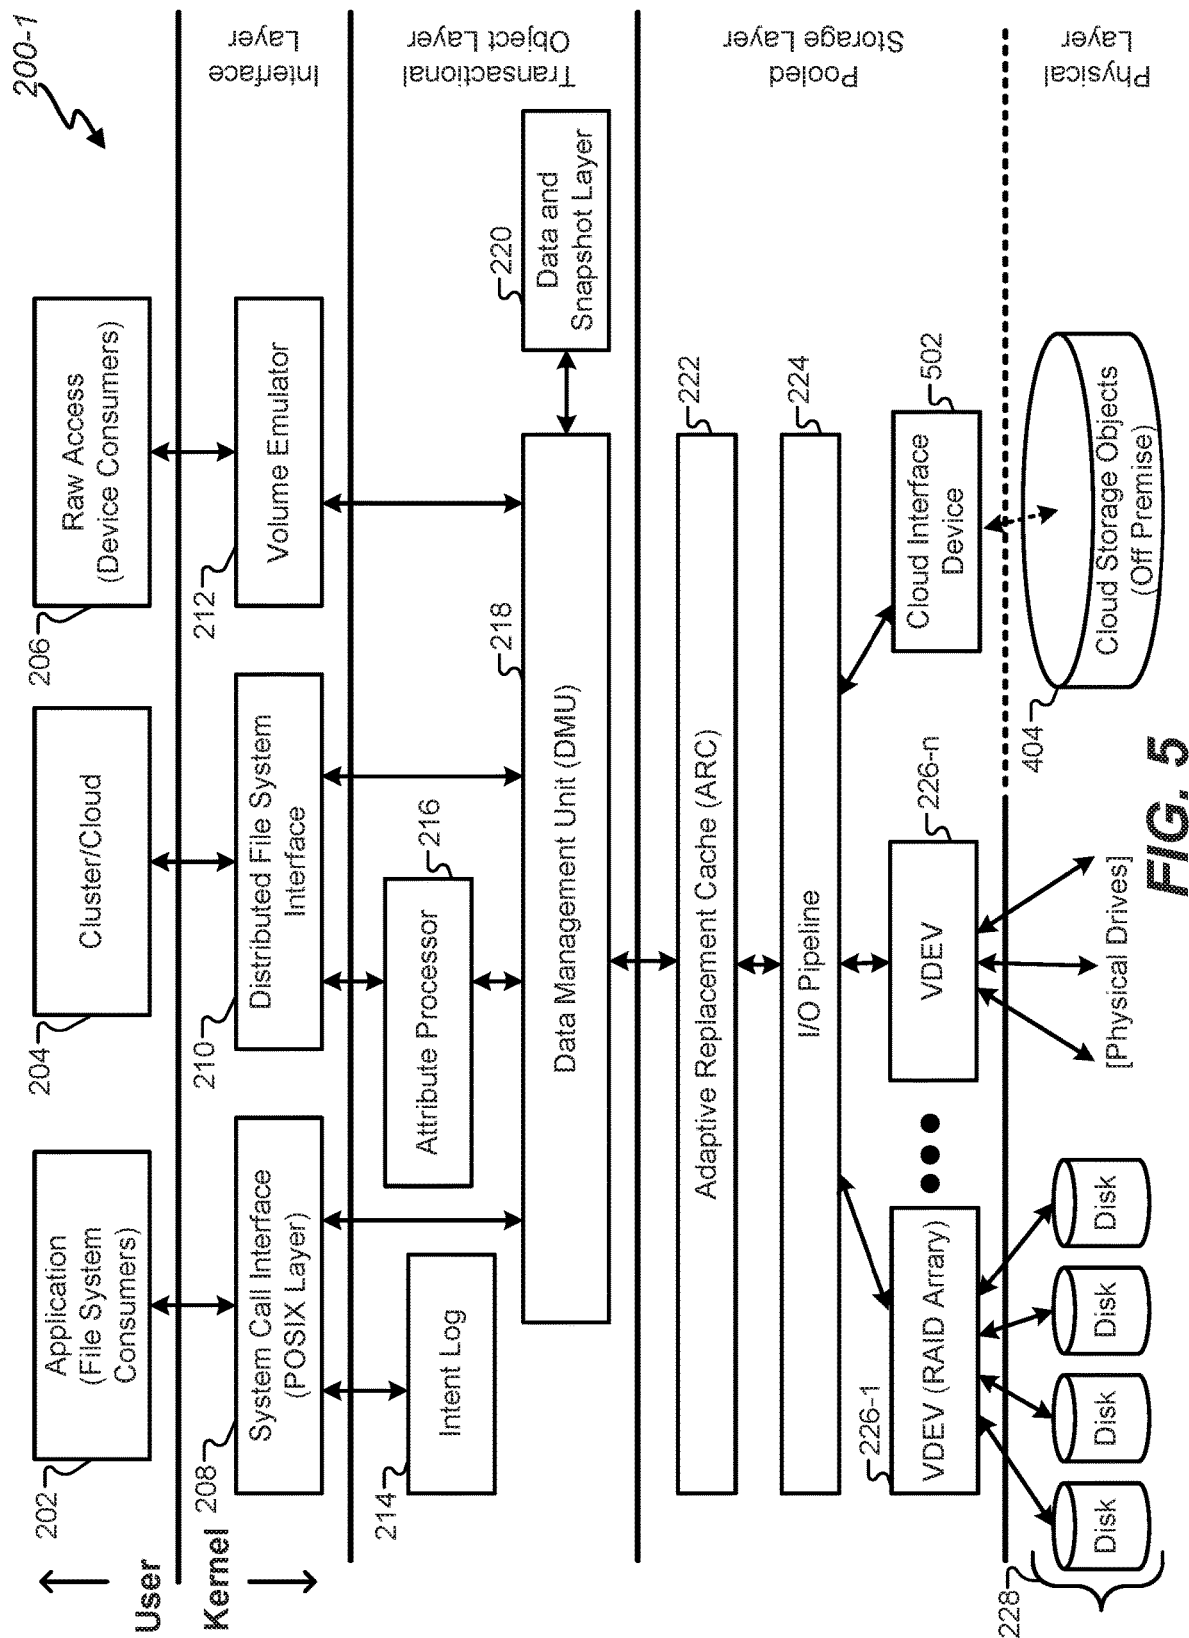 200-1
User
Kernel
202
Application
(File System
Consumers)
204
Cluster/Cloud
206
Raw Access
(Device Consumers)
208
System Call Interface
(POSIX Layer)
210
Distributed File System
Interface
212
Volume Emulator
Interface
Layer
214
Intent Log
Attribute Processor
216
218
Data Management Unit (DMU)
220
Data and
Snapshot Layer
Transactional
Object Layer
Adaptive Replacement Cache (ARC)
222
I/O Pipeline
224
226-1
VDEV (RAID Arrary)
VDEV
226-n
Cloud Interface
Device
502
Pooled
Storage Layer
228
Disk
Disk
Disk
Disk
[Physical Drives]
404
Cloud Storage Objects
(Off Premise)
Physical
Layer
FIG. 5